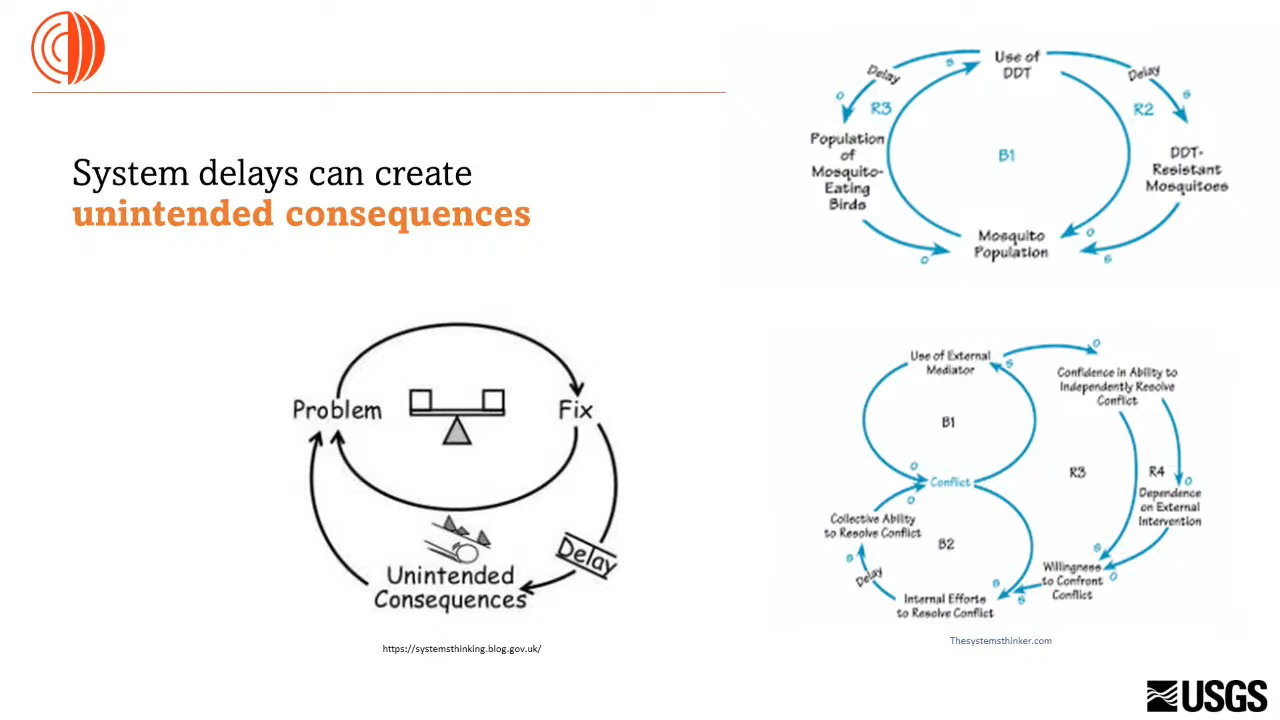 System delays can create
unintended consequences
Delay
s
Use of
DDT
Delay
o
s
R3
R2
Population
of
Mosquito-
Eating
Birds
B1
DDT-
Resistant
Mosquitoes
Mosquito
Population
o
o
s
Problem
Fix
Delay
Unintended
Consequences
https://systemsthinking.blog.gov.uk/
Use of External
Mediator
s
o
Confidence in Ability to
Independently Resolve
Conflict
B1
o
Conflict
o
R3
R4
o
Dependence
on External
Intervention
Collective Ability
to Resolve Conflict
B2
s
Delay
s
Willingness
to Confront
Conflict
o
s
s
Internal Efforts
to Resolve Conflict
Thesystemsthinker.com
USGS